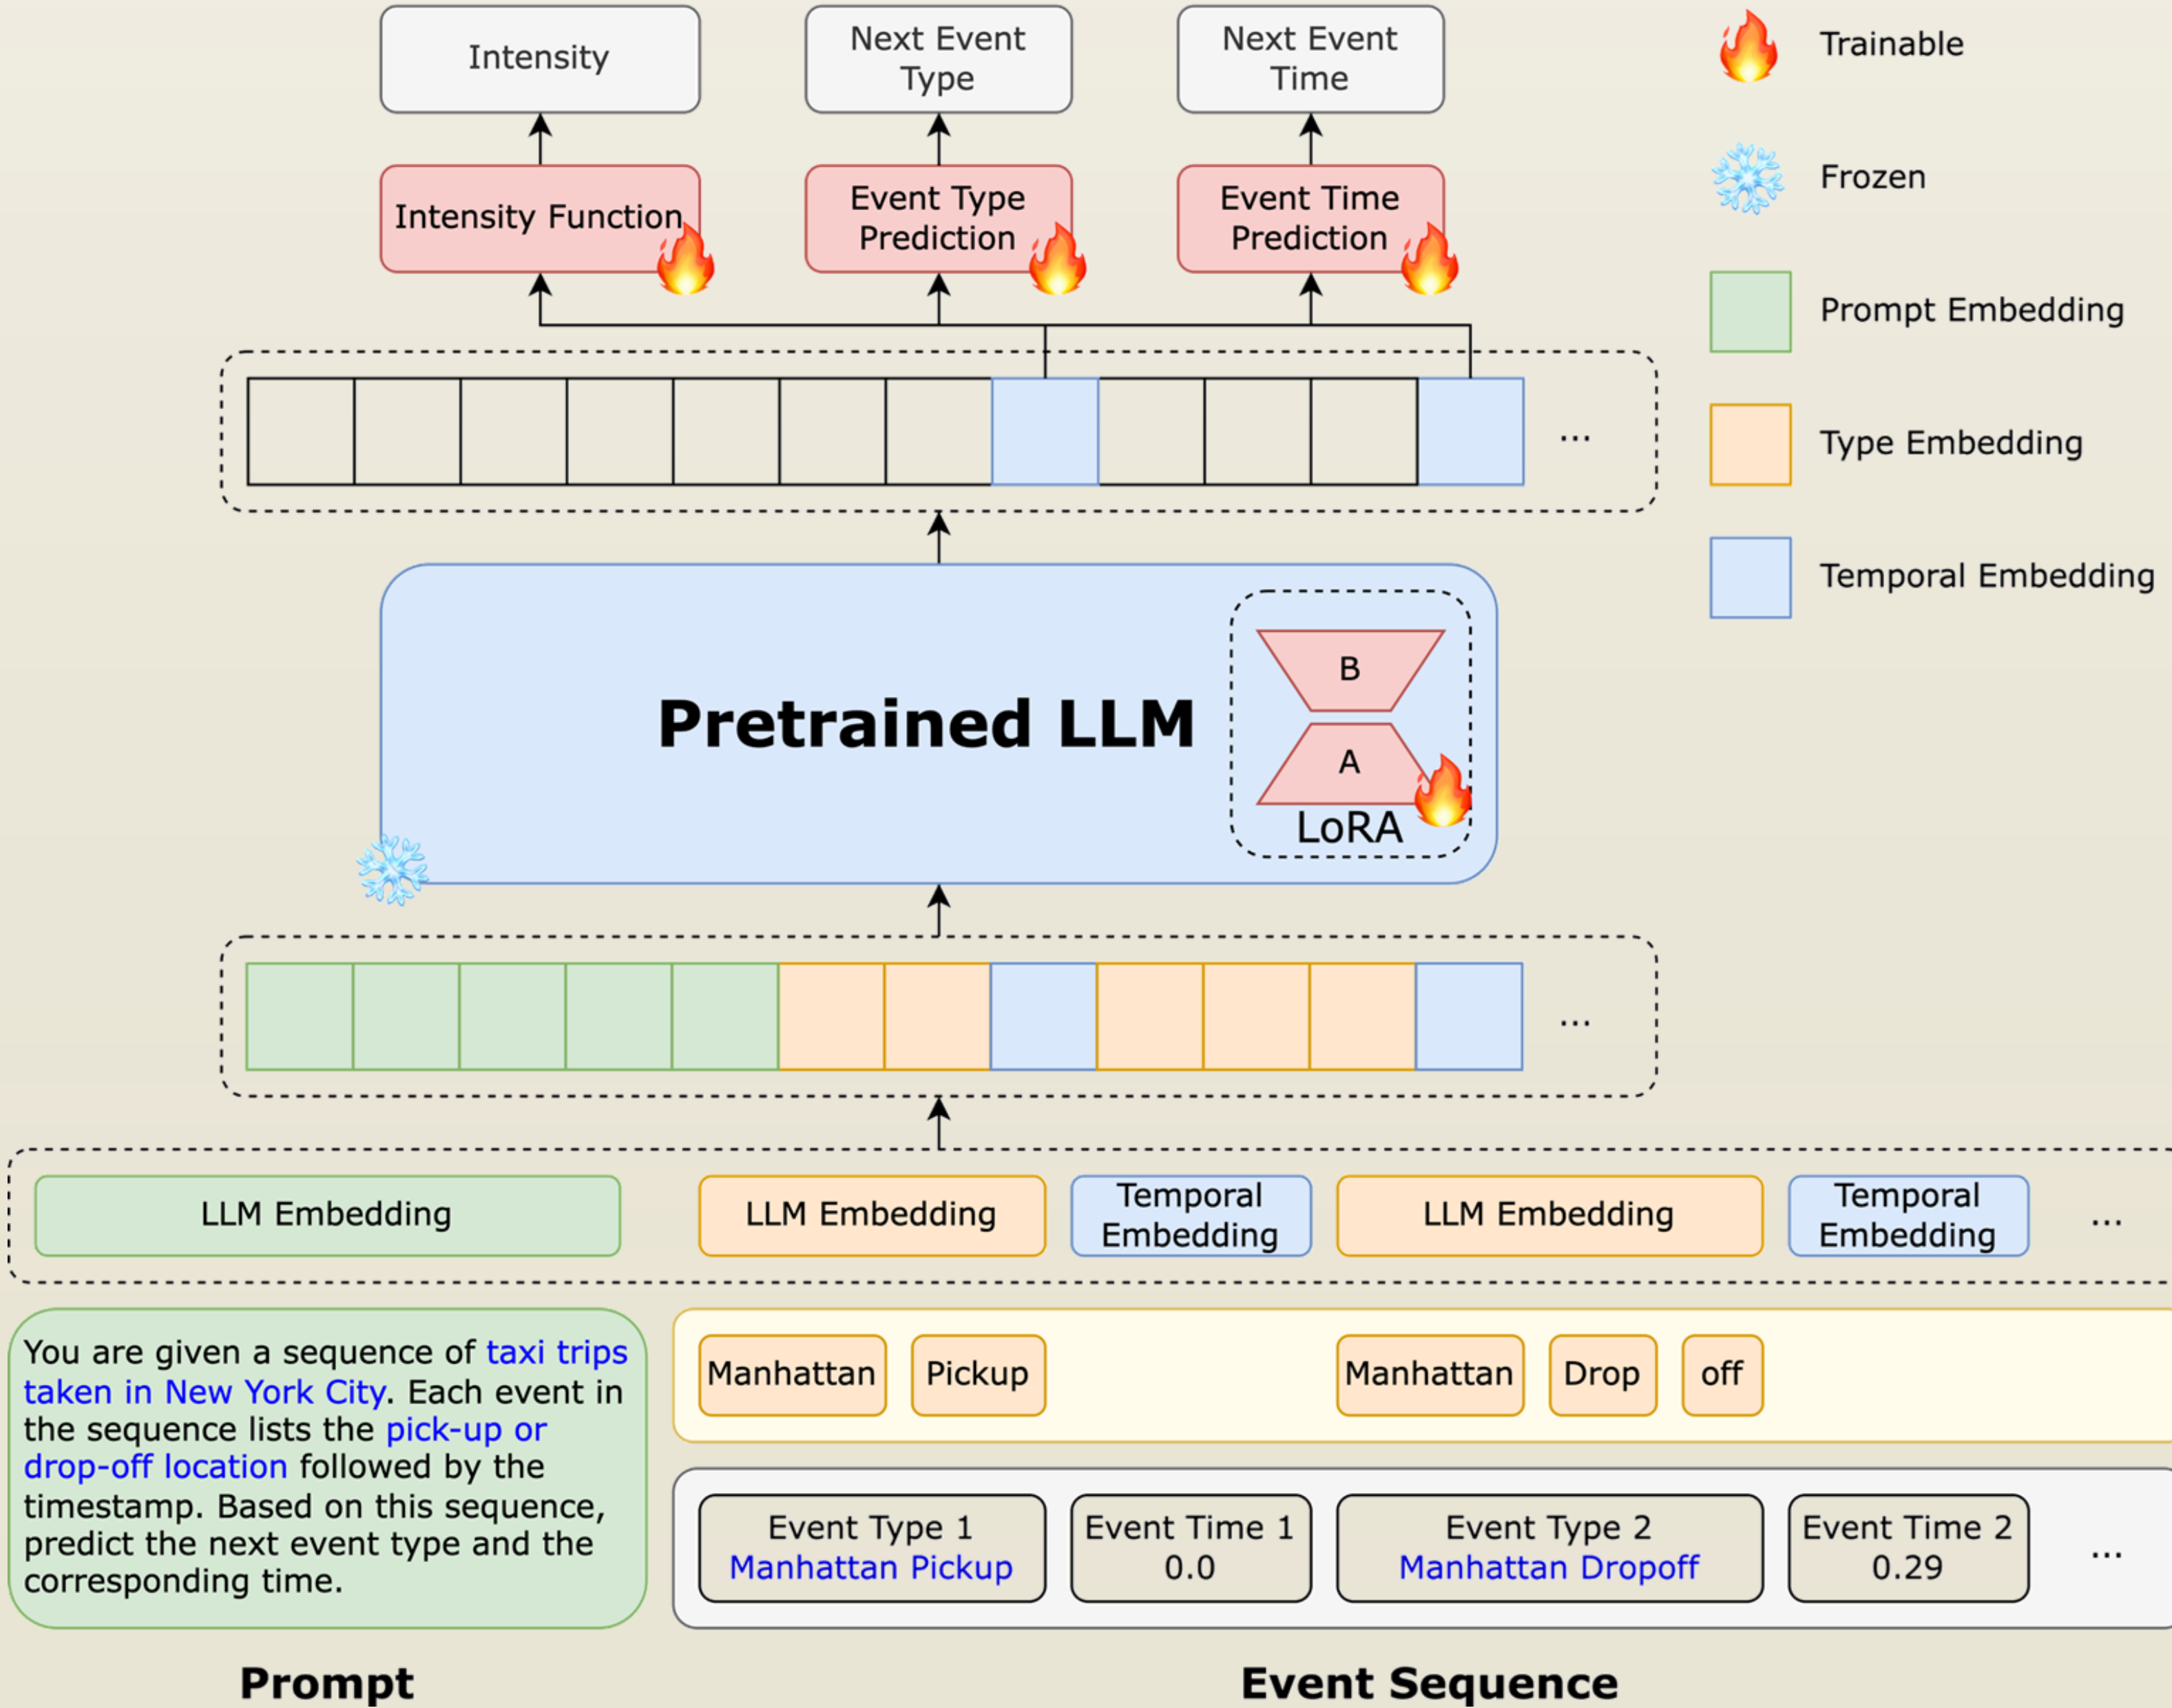 Intensity
Next Event
Type
Next Event
Time
Trainable
Intensity Function
Event Type
Prediction
Event Time
Prediction
Frozen
Prompt Embedding
...
Type Embedding
Temporal Embedding
Pretrained LLM
B
A
LoRA
...
LLM Embedding
LLM Embedding
Temporal
Embedding
LLM Embedding
Temporal
Embedding
...
You are given a sequence of taxi trips
taken in New York City. Each event in
the sequence lists the pick-up or
drop-off location followed by the
timestamp. Based on this sequence,
predict the next event type and the
corresponding time.
Manhattan
Pickup
Manhattan
Drop
off
Event Type 1
Manhattan Pickup
Event Time 1
0.0
Event Type 2
Manhattan Dropoff
Event Time 2
0.29
...
Prompt
Event Sequence